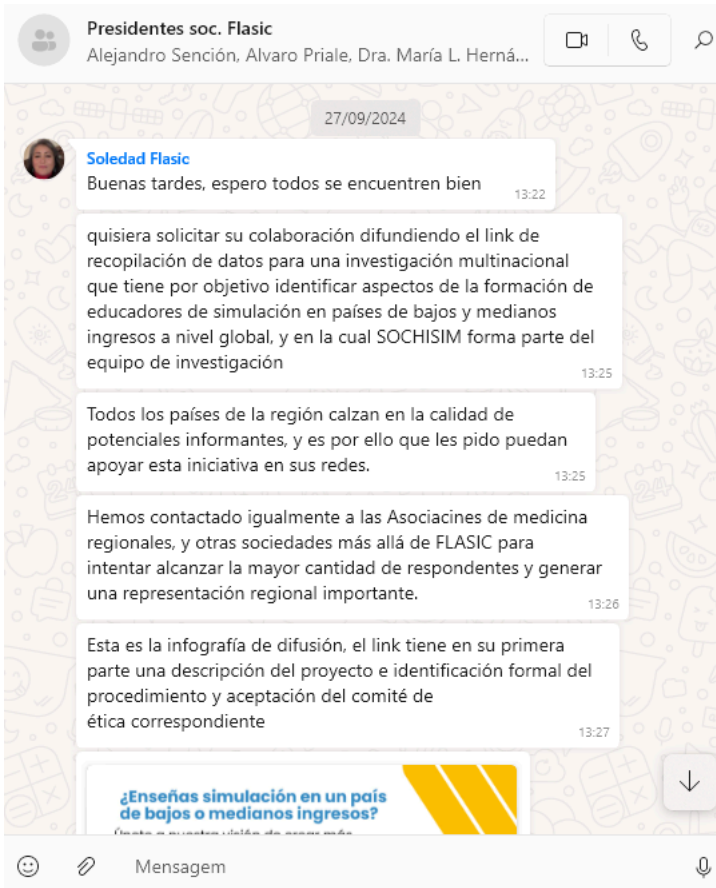 Presidentes soc. Flasic
Alejandro Sención, Alvaro Priale, Dra. María L. Herná...
27/09/2024
Soledad Flasic
Buenas tardes, espero todos se encuentren bien
13:22
quisiera solicitar su colaboración difundiendo el link de
recopilación de datos para una investigación multinacional
que tiene por objetivo identificar aspectos de la formación de
educadores de simulación en países de bajos y medianos
ingresos a nivel global, y en la cual SOCHISIM forma parte del
equipo de investigación
13:25
Todos los países de la región calzan en la calidad de
potenciales informantes, y es por ello que les pido puedan
apoyar esta iniciativa en sus redes.
13:25
Hemos contactado igualmente a las Asociacines de medicina
regionales, y otras sociedades más allá de FLASIC para
intentar alcanzar la mayor cantidad de respondentes y generar
una representación regional importante.
13:26
Esta es la infografía de difusión, el link tiene en su primera
parte una descripción del proyecto e identificación formal del
procedimiento y aceptación del comité de
ética correspondiente
13:27
¿Enseñas simulación en un país
de bajos o medianos ingresos?
Mensagem